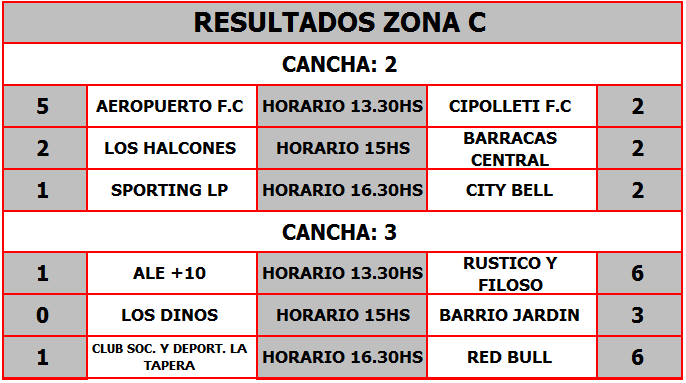 RESULTADOS ZONA C
CANCHA: 2
5 AEROPUERTO F.C HORARIO 13.30HS CIPOLLETI F.C 2
2 LOS HALCONES HORARIO 15HS BARRACAS CENTRAL 2
1 SPORTING LP HORARIO 16.30HS CITY BELL 2
CANCHA: 3
1 ALE +10 HORARIO 13.30HS RUSTICO Y FILOSO 6
0 LOS DINOS HORARIO 15HS BARRIO JARDIN 3
1 CLUB SOC. Y DEPORT. LA TAPERA HORARIO 16.30HS RED BULL 6